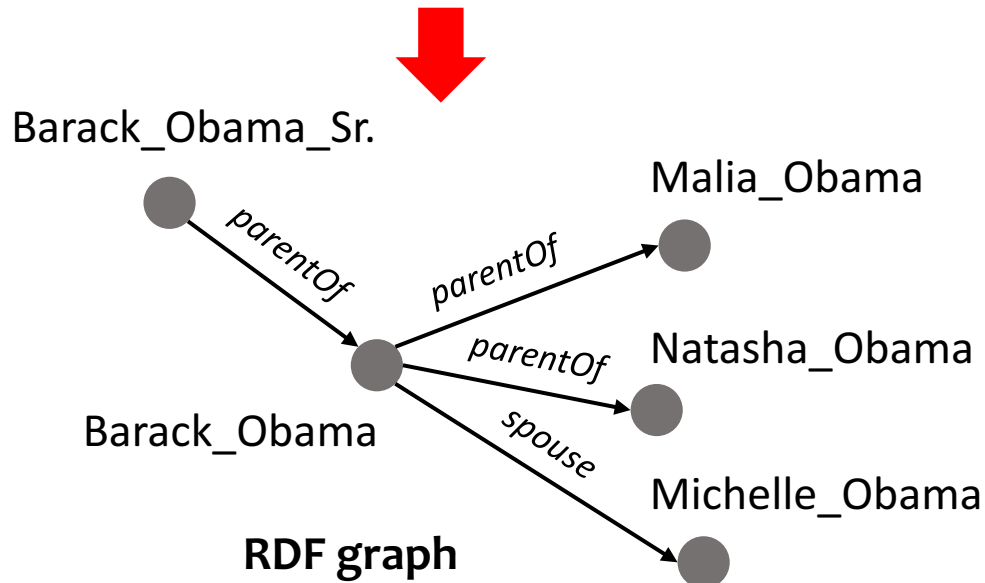 Barack_Obama_Sr.
Malia_Obama
parentOf
parentOf
parentOf
Natasha_Obama
Barack_Obama
spouse
Michelle_Obama
RDF graph